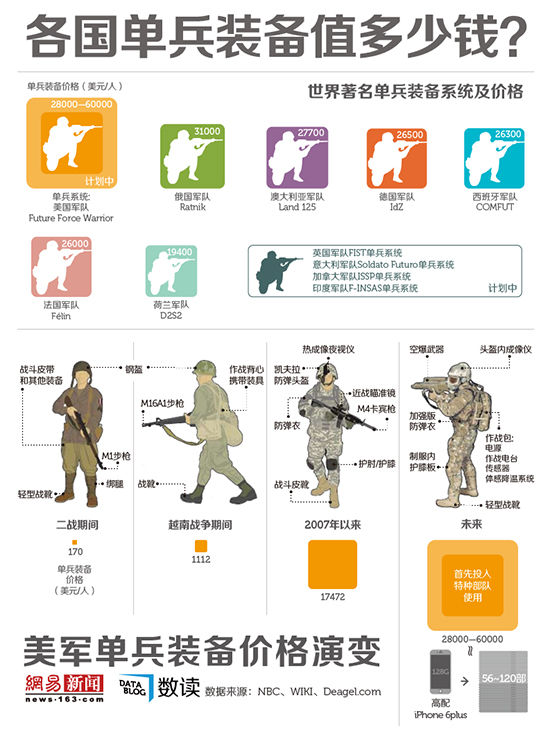 各国单兵装备值多少钱?
单兵装备价格（美元/人）
世界著名单兵装备系统及价格
28000—60000
计划中
单兵系统:
美国军队
Future Force Warrior
31000
俄国军队
Ratnik
27700
澳大利亚军队
Land 125
26500
德国军队
IdZ
26300
西班牙军队
COMFUT
26000
法国军队
Félin
19400
荷兰军队
D2S2
英国军队FIST单兵系统
意大利军队Soldato Futuro单兵系统
加拿大军队ISSP单兵系统
印度军队F-INSAS单兵系统
计划中
战斗皮带
和其他装备
钢盔
M1步枪
绑腿
轻型战靴
二战期间
170
单兵装备
价格
（美元/人）
作战背心
携带装具
M16A1步枪
战靴
越南战争期间
1112
热成像夜视仪
凯夫拉
防弹头盔
近战瞄准镜
M4卡宾枪
防弹衣
护肘/护膝
战斗皮靴
2007年以来
17472
空爆武器
头盔内成像仪
加强版
防弹衣
作战包:
电源
作战电台
传感器
体感降温系统
制服内
护膝板
轻型战靴
未来
首先投入
特种部队
使用
28000—60000
128G
56~120部
高配
iPhone 6plus
美军单兵装备价格演变
網易新闻
news·163·com
DATA
BLOG
数读
数据来源：NBC、WIKI、Deagel.com